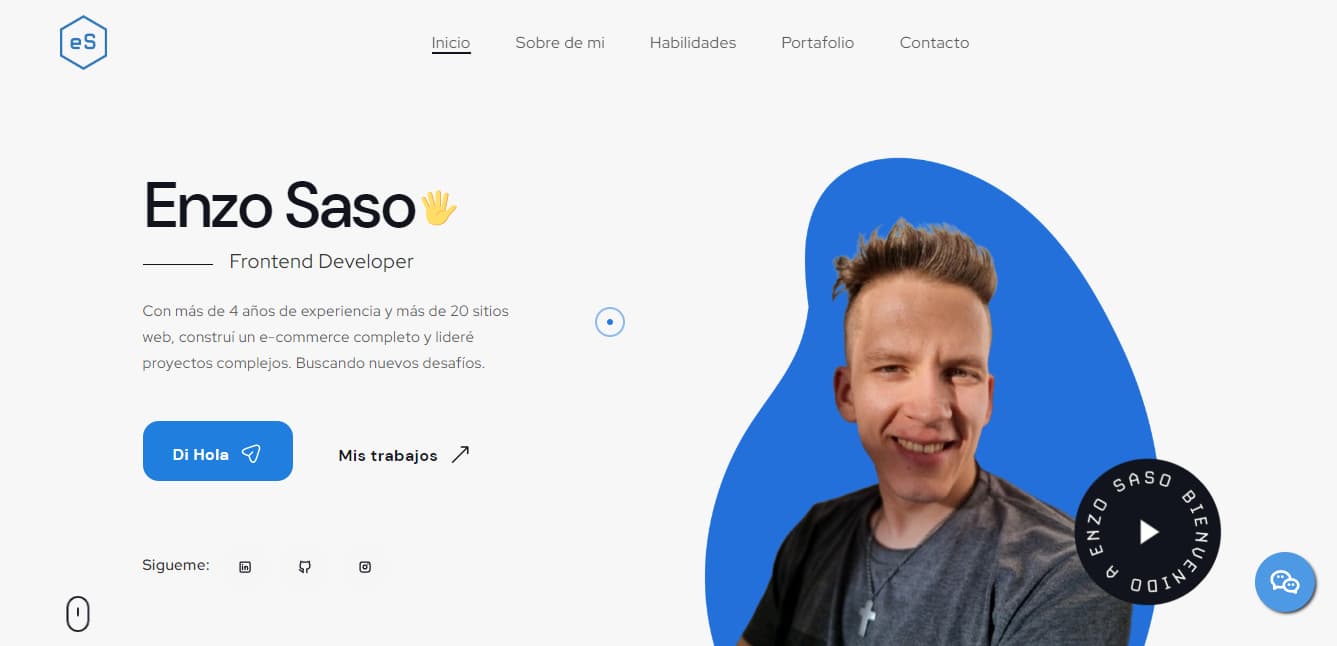 eS
Inicio
Sobre de mi
Habilidades
Portafolio
Contacto
Enzo Saso🖐
Frontend Developer
Con más de 4 años de experiencia y más de 20 sitios
web, construí un e-commerce completo y lideré
proyectos complejos. Buscando nuevos desafíos.
Di Hola
Mis trabajos
Sigueme:
in
BIENUENIDO A ENZO SASO